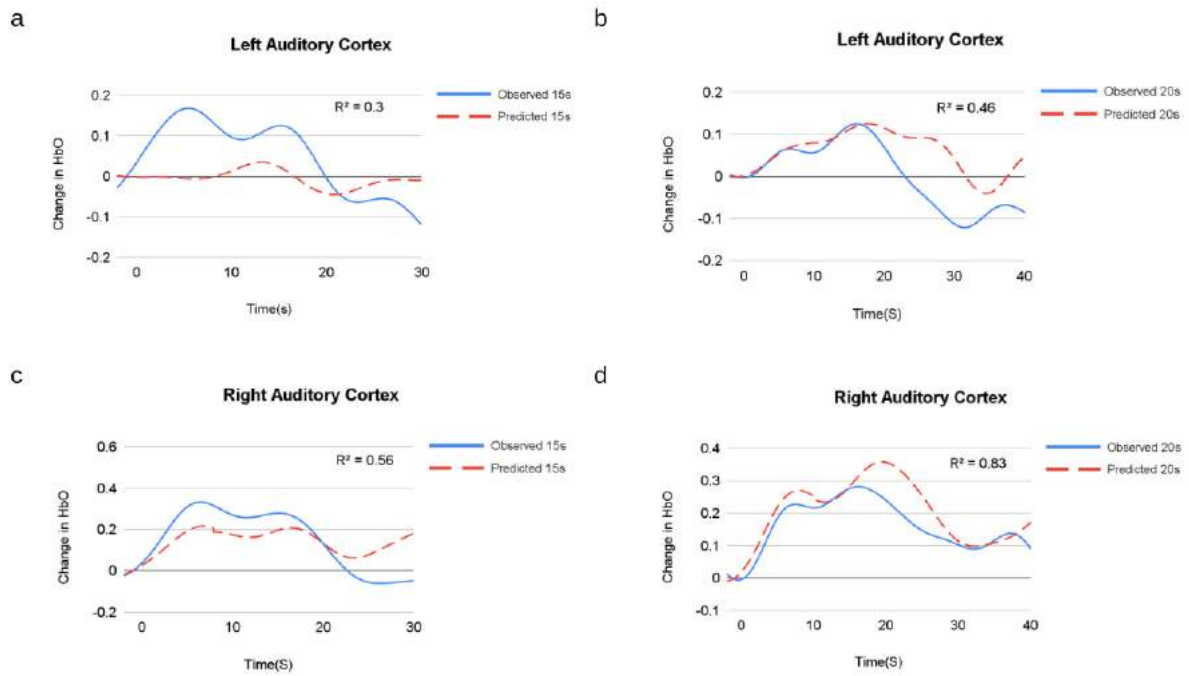 a
Left Auditory Cortex
R² = 0.3
Observed 15s
Predicted 15s
Change in HbO
0.2
0.1
0
-0.1
-0.2
0 10 20 30
Time(s)
b
Left Auditory Cortex
R² = 0.46
Observed 20s
Predicted 20s
Change in HbO
0.2
0.1
0
-0.1
-0.2
0 10 20 30 40
Time(S)
c
Right Auditory Cortex
R² = 0.56
Observed 15s
Predicted 15s
Change in HbO
0.6
0.4
0.2
0
-0.2
0 10 20 30
Time(S)
d
Right Auditory Cortex
R² = 0.83
Observed 20s
Predicted 20s
Change in HbO
0.4
0.3
0.2
0.1
0
-0.1
0 10 20 30 40
Time(S)